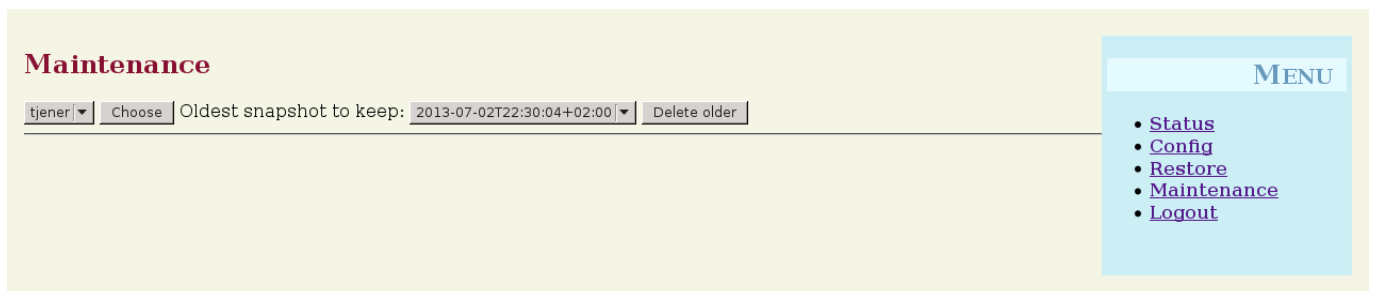 Maintenance
tjener Choose Oldest snapshot to keep: 2013-07-02T22:30:04+02:00 Delete older
MENU
Status
Config
Restore
Maintenance
Logout